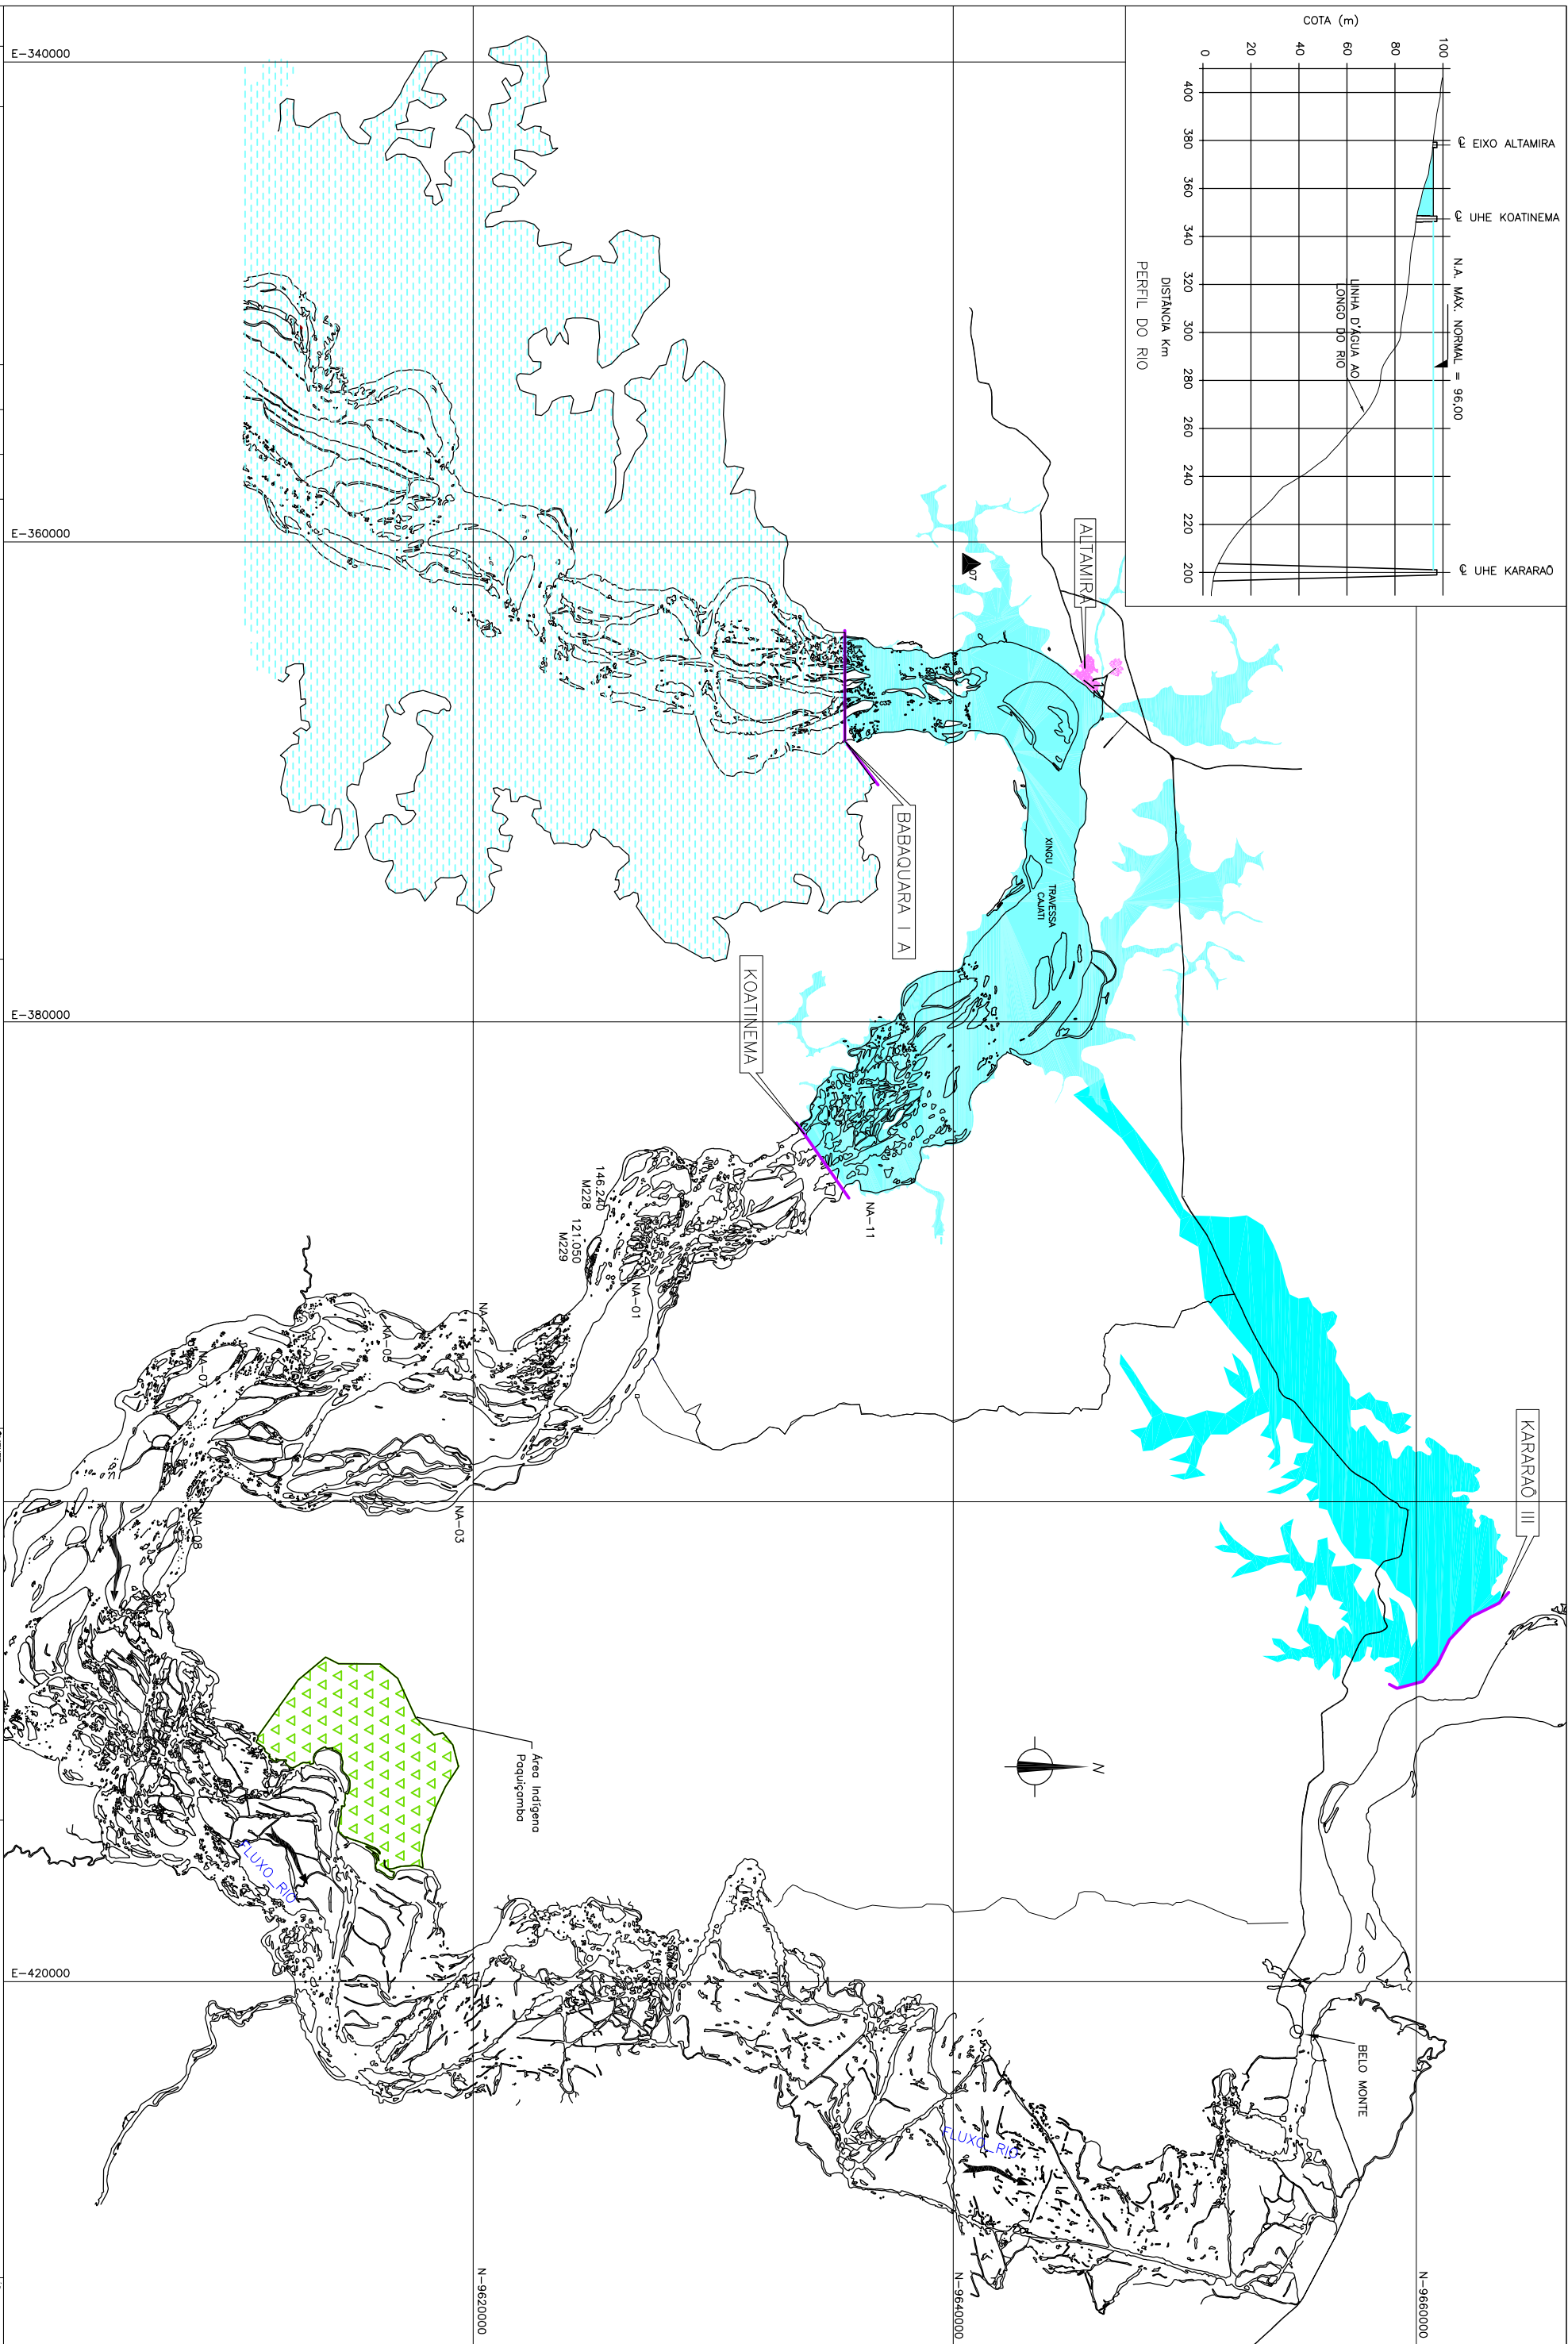 COTA (m)
100
80
60
40
20
0
400
380
360
340
320
300
280
260
240
220
200
℄ EIXO ALTAMIRA
℄ UHE KOATINEMA
N.A. MÁX. NORMAL = 96,00
℄ UHE KARARAÔ
LINHA D'ÁGUA AO
LONGO DO RIO
DISTÂNCIA Km
PERFIL DO RIO
E-340000
E-360000
E-380000
E-420000
N-9620000
N-9640000
N-9660000
ALTAMIRA
07
BABAQUARA I A
XINGU
TRAVESSA
CAJATI
KOATINEMA
KARARAÔ III
NA-11
146.240
M228
121.050
M229
NA-01
NA-4
NA-05
NA-07
NA-03
NA-08
Área Indígena
Paquiçamba
FLUXO_RIO
N
BELO MONTE
FLUXO_RIO